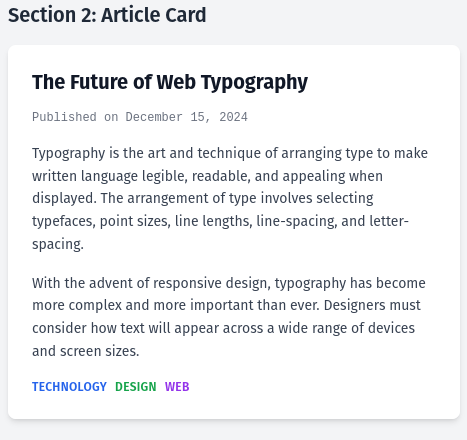 Section 2: Article Card
The Future of Web Typography
Published on December 15, 2024
Typography is the art and technique of arranging type to make
written language legible, readable, and appealing when
displayed. The arrangement of type involves selecting
typefaces, point sizes, line lengths, line-spacing, and letter-
spacing.
With the advent of responsive design, typography has become
more complex and more important than ever. Designers must
consider how text will appear across a wide range of devices
and screen sizes.
TECHNOLOGY DESIGN WEB